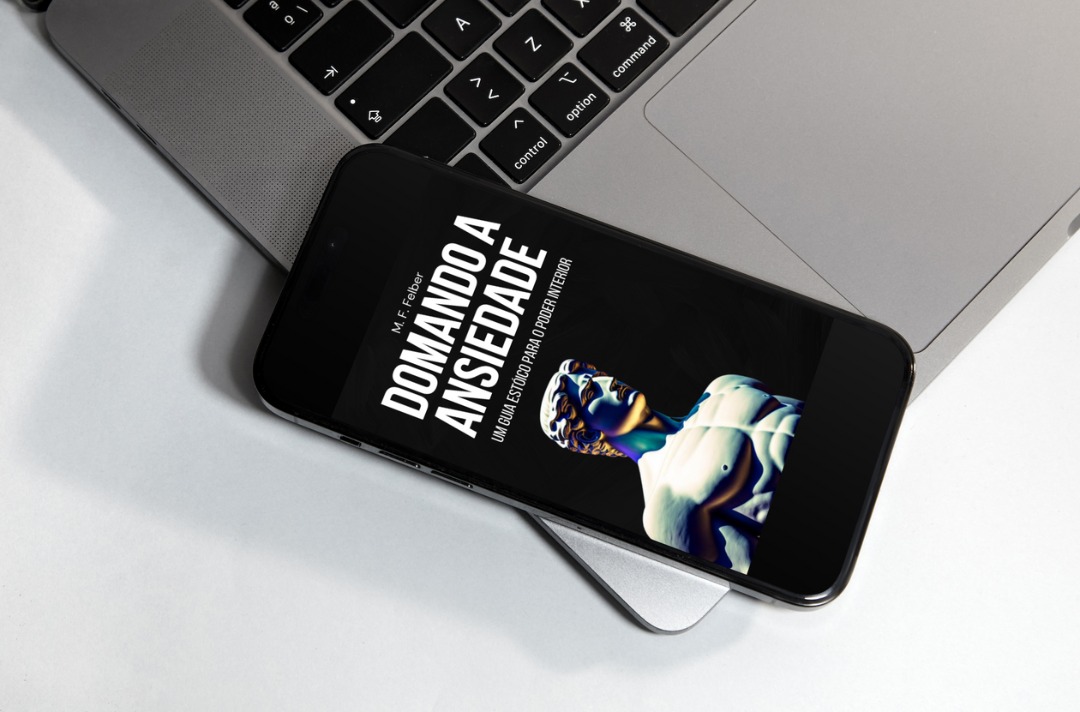 M. F. Felber
DOMANDO A
ANSIEDADE
UM GUIA ESTÓICO PARA O PODER INTERIOR
A
Z
control
option
command